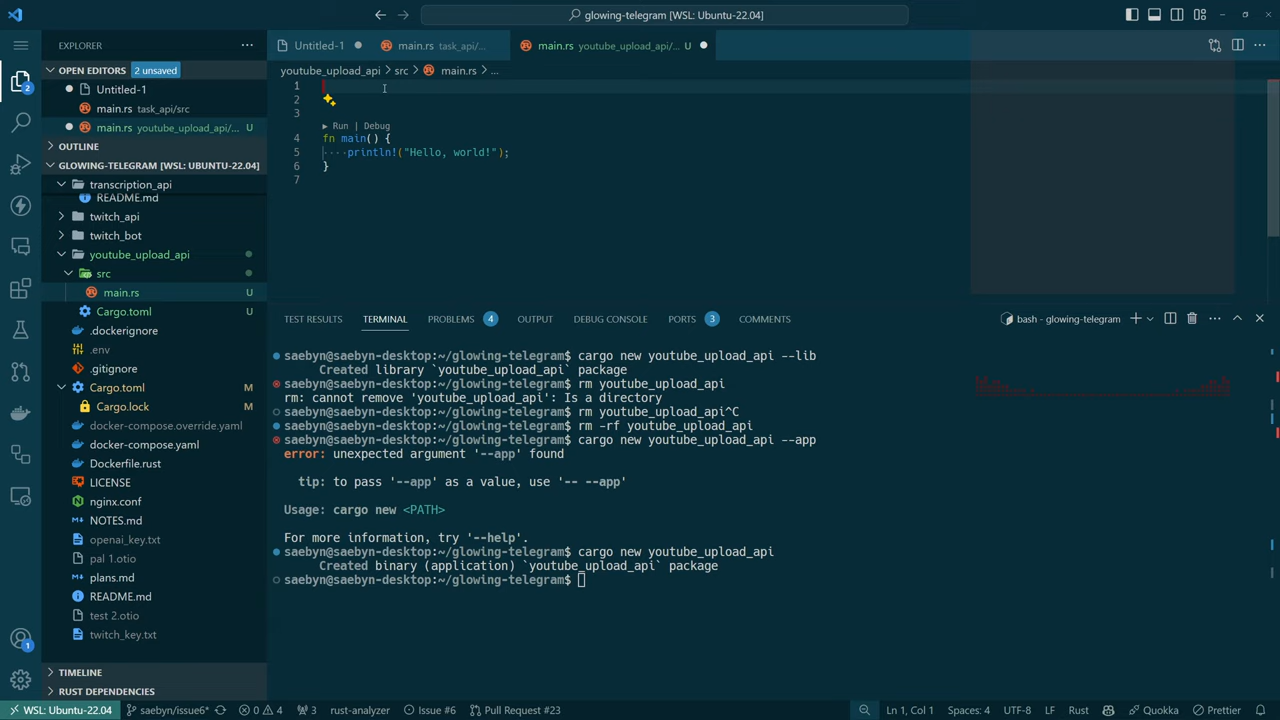 glowing-telegram [WSL: Ubuntu-22.04]
EXPLORER
OPEN EDITORS 2 unsaved
Untitled-1
main.rs task_api/src
main.rs youtube_upload_api/... U
OUTLINE
GLOWING-TELEGRAM [WSL: UBUNTU-22.04]
transcription_api
README.md
twitch_api
twitch_bot
youtube_upload_api
src
main.rs U
Cargo.toml U
.dockerignore
.env
.gitignore
Cargo.toml M
Cargo.lock M
docker-compose.override.yaml
docker-compose.yaml
Dockerfile.rust
LICENSE
nginx.conf
NOTES.md
openai_key.txt
pal 1.otio
plans.md
README.md
test 2.otio
twitch_key.txt
TIMELINE
RUST DEPENDENCIES
2
1
Untitled-1
main.rs task_api/...
main.rs youtube_upload_api/... U
youtube_upload_api > src > main.rs > ...
1
2
3
Run | Debug
4 fn main() {
5 ····println!("Hello, world!");
6 }
7
TEST RESULTS TERMINAL PROBLEMS 4 OUTPUT DEBUG CONSOLE PORTS 3 COMMENTS
bash - glowing-telegram
saebyn@saebyn-desktop:~/glowing-telegram$ cargo new youtube_upload_api --lib
Created library `youtube_upload_api` package
saebyn@saebyn-desktop:~/glowing-telegram$ rm youtube_upload_api
rm: cannot remove 'youtube_upload_api': Is a directory
saebyn@saebyn-desktop:~/glowing-telegram$ rm youtube_upload_api^C
saebyn@saebyn-desktop:~/glowing-telegram$ rm -rf youtube_upload_api
saebyn@saebyn-desktop:~/glowing-telegram$ cargo new youtube_upload_api --app
error: unexpected argument '--app' found
tip: to pass '--app' as a value, use '-- --app'
Usage: cargo new <PATH>
For more information, try '--help'.
saebyn@saebyn-desktop:~/glowing-telegram$ cargo new youtube_upload_api
Created binary (application) `youtube_upload_api` package
saebyn@saebyn-desktop:~/glowing-telegram$
WSL: Ubuntu-22.04 saebyn/issue6* 0 4 3 rust-analyzer Issue #6 Pull Request #23 Ln 1, Col 1 Spaces: 4 UTF-8 LF Rust Quokka Prettier